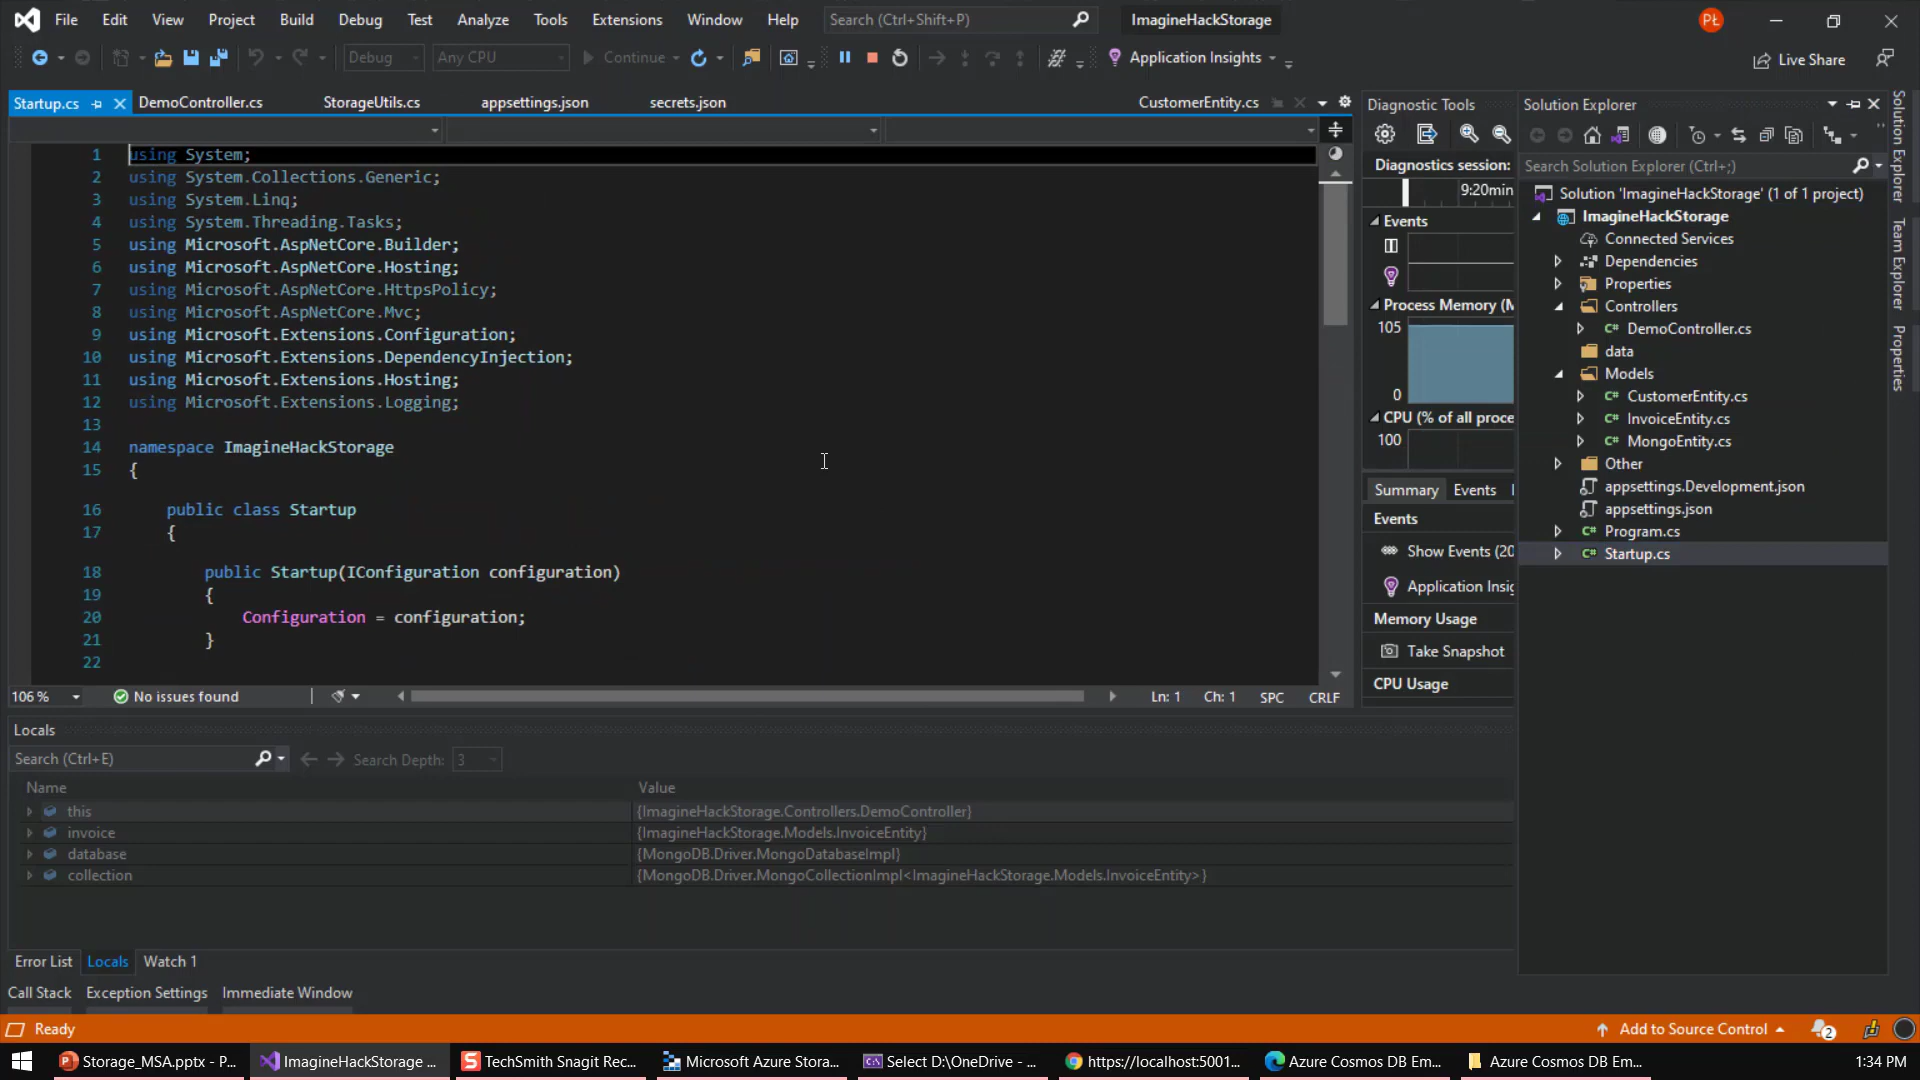 File Edit View Project Build Debug Test Analyze Tools Extensions Window Help Search (Ctrl+Shift+P) ImagineHackStorage PŁ
Debug Any CPU Continue Application Insights Live Share
Startup.cs DemoController.cs StorageUtils.cs appsettings.json secrets.json CustomerEntity.cs
1 using System;
2 using System.Collections.Generic;
3 using System.Linq;
4 using System.Threading.Tasks;
5 using Microsoft.AspNetCore.Builder;
6 using Microsoft.AspNetCore.Hosting;
7 using Microsoft.AspNetCore.HttpsPolicy;
8 using Microsoft.AspNetCore.Mvc;
9 using Microsoft.Extensions.Configuration;
10 using Microsoft.Extensions.DependencyInjection;
11 using Microsoft.Extensions.Hosting;
12 using Microsoft.Extensions.Logging;
13
14 namespace ImagineHackStorage
15 {
16 public class Startup
17 {
18 public Startup(IConfiguration configuration)
19 {
20 Configuration = configuration;
21 }
22
106 % No issues found Ln: 1 Ch: 1 SPC CRLF
Diagnostic Tools
Diagnostics session:
9:20min
Events
Process Memory (M
105
0
CPU (% of all proce
100
Summary Events
Events
Show Events (20
Application Insig
Memory Usage
Take Snapshot
CPU Usage
Solution Explorer
Search Solution Explorer (Ctrl+;)
Solution 'ImagineHackStorage' (1 of 1 project)
ImagineHackStorage
Connected Services
Dependencies
Properties
Controllers
C# DemoController.cs
data
Models
C# CustomerEntity.cs
C# InvoiceEntity.cs
C# MongoEntity.cs
Other
appsettings.Development.json
appsettings.json
C# Program.cs
C# Startup.cs
Solution Explorer
Team Explorer
Properties
Locals
Search (Ctrl+E) Search Depth: 3
Name Value
this {ImagineHackStorage.Controllers.DemoController}
invoice {ImagineHackStorage.Models.InvoiceEntity}
database {MongoDB.Driver.MongoDatabaseImpl}
collection {MongoDB.Driver.MongoCollectionImpl<ImagineHackStorage.Models.InvoiceEntity>}
Error List Locals Watch 1
Call Stack Exception Settings Immediate Window
Ready Add to Source Control 2
Storage_MSA.pptx - P... ImagineHackStorage ... TechSmith Snagit Rec... Microsoft Azure Stora... Select D:\OneDrive - ... https://localhost:5001... Azure Cosmos DB Em... Azure Cosmos DB Em... 1:34 PM